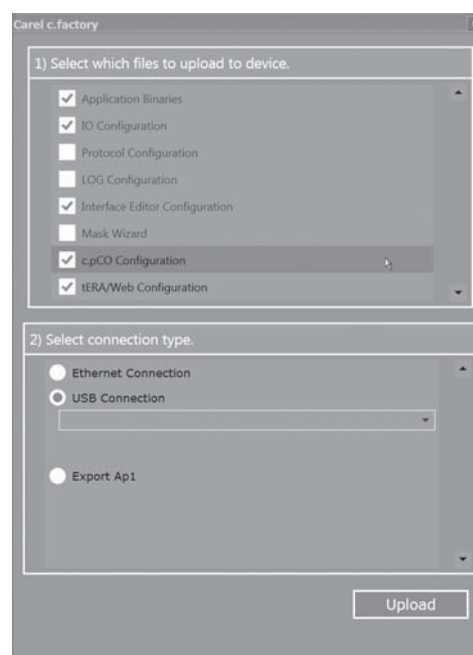 Carel c.factory
1) Select which files to upload to device.
Application Binaries
IO Configuration
Protocol Configuration
LOG Configuration
Interface Editor Configuration
Mask Wizard
c.pCO Configuration
tERA/Web Configuration
2) Select connection type.
Ethernet Connection
USB Connection
Export Ap1
Upload